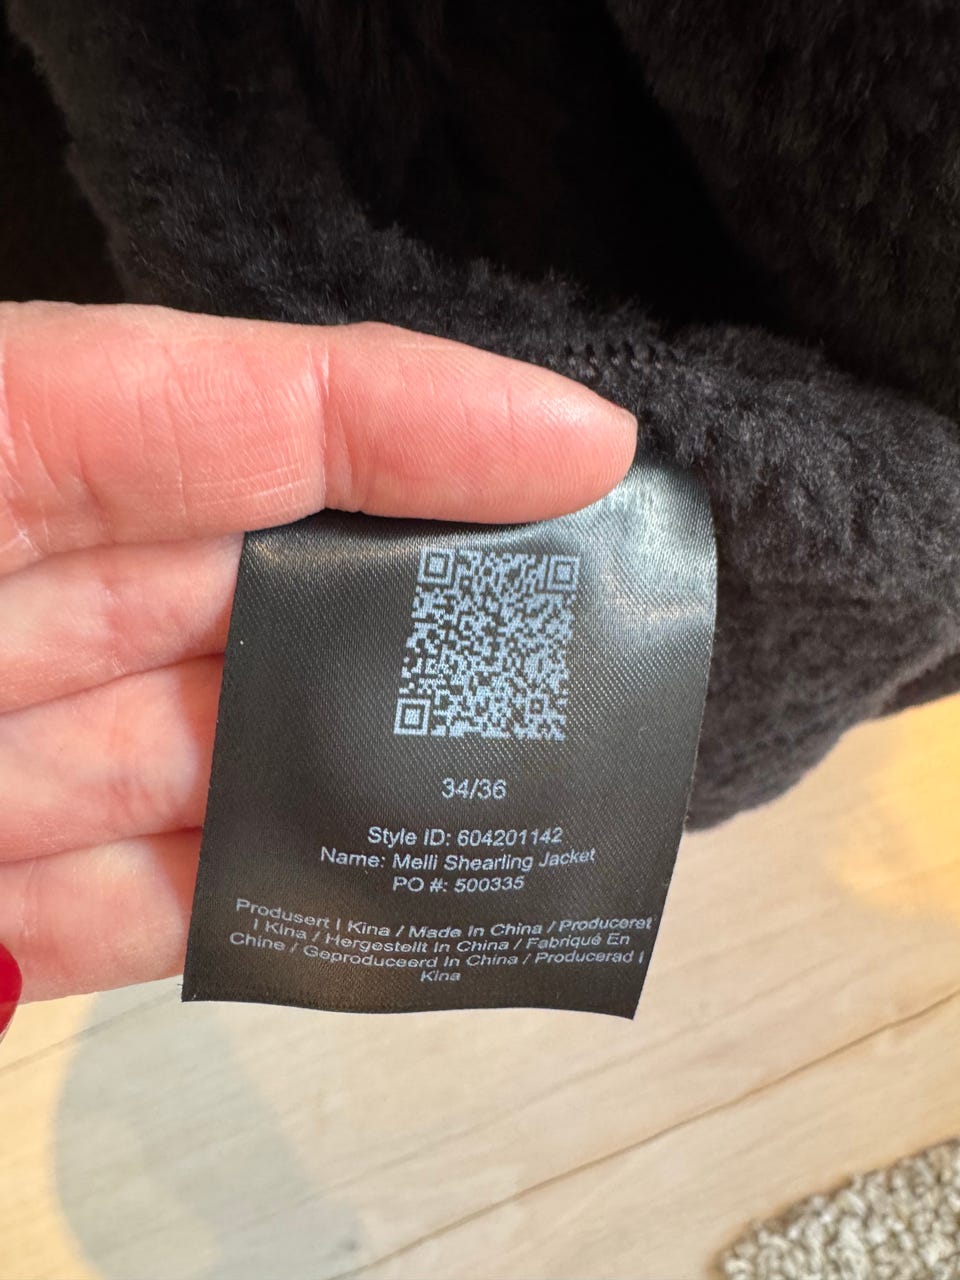 34/36
Style ID: 604201142
Name: Melli Shearling Jacket
PO #: 500335
Produsert I Kina / Made In China / Producerat
I Kina / Hergestellt In China / Fabriqué En
Chine / Geproduceerd In China / Producerad I
Kina